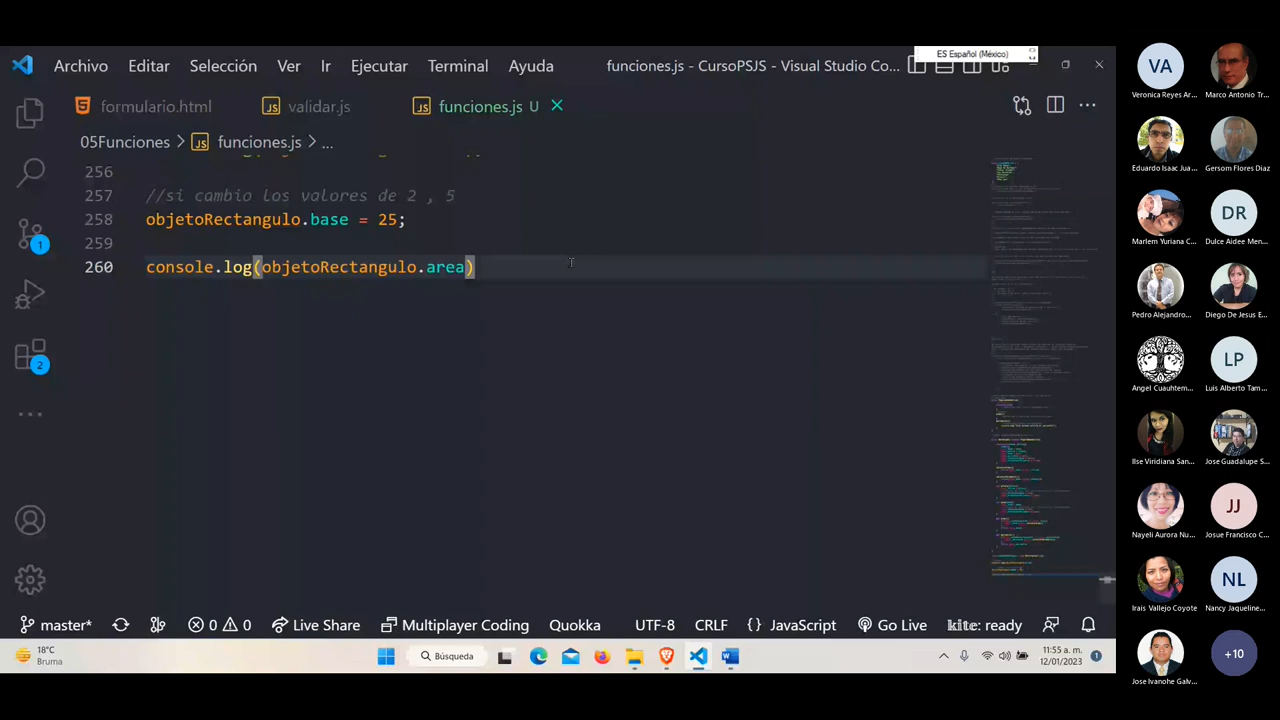 ES Español (México)
Archivo Editar Selección Ver Ir Ejecutar Terminal Ayuda funciones.js - CursoPSJS - Visual Studio Co...
formulario.html JS validar.js JS funciones.js U
05Funciones > JS funciones.js > ...
256
257 //si cambio los valores de 2 , 5
258 objetoRectangulo.base = 25;
259
260 console.log(objetoRectangulo.area)
1
2
master* 0 0 Live Share Multiplayer Coding Quokka UTF-8 CRLF {} JavaScript Go Live kite: ready
18°C
Bruma
Búsqueda
11:55 a. m.
12/01/2023
1
VA
Veronica Reyes Ar...
Marco Antonio Tr...
Eduardo Isaac Jua...
Gersom Flores Diaz
Marlem Yuriana C...
DR
Dulce Aidee Men...
Pedro Alejandro...
Diego De Jesus E...
Angel Cuauhtem...
LP
Luis Alberto Tam...
Ilse Viridiana San...
Jose Guadalupe S...
Nayeli Aurora Nu...
JJ
Josue Francisco C...
Irais Vallejo Coyote
NL
Nancy Jaqueline...
Jose Ivanohe Galv...
+10